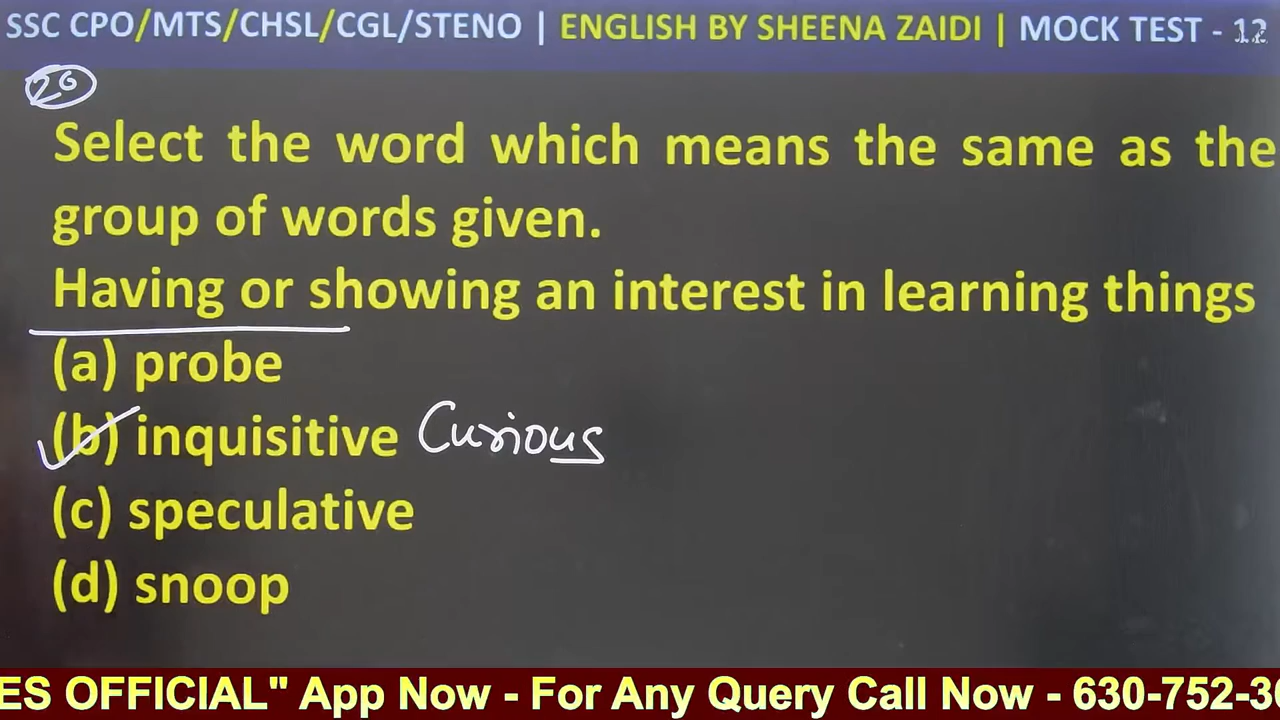 SSC CPO/MTS/CHSL/CGL/STENO | ENGLISH BY SHEENA ZAIDI | MOCK TEST - 12
26
Select the word which means the same as the
group of words given.
Having or showing an interest in learning things
(a) probe
(b) inquisitive Curious
(c) speculative
(d) snoop
ES OFFICIAL" App Now - For Any Query Call Now - 630-752-3